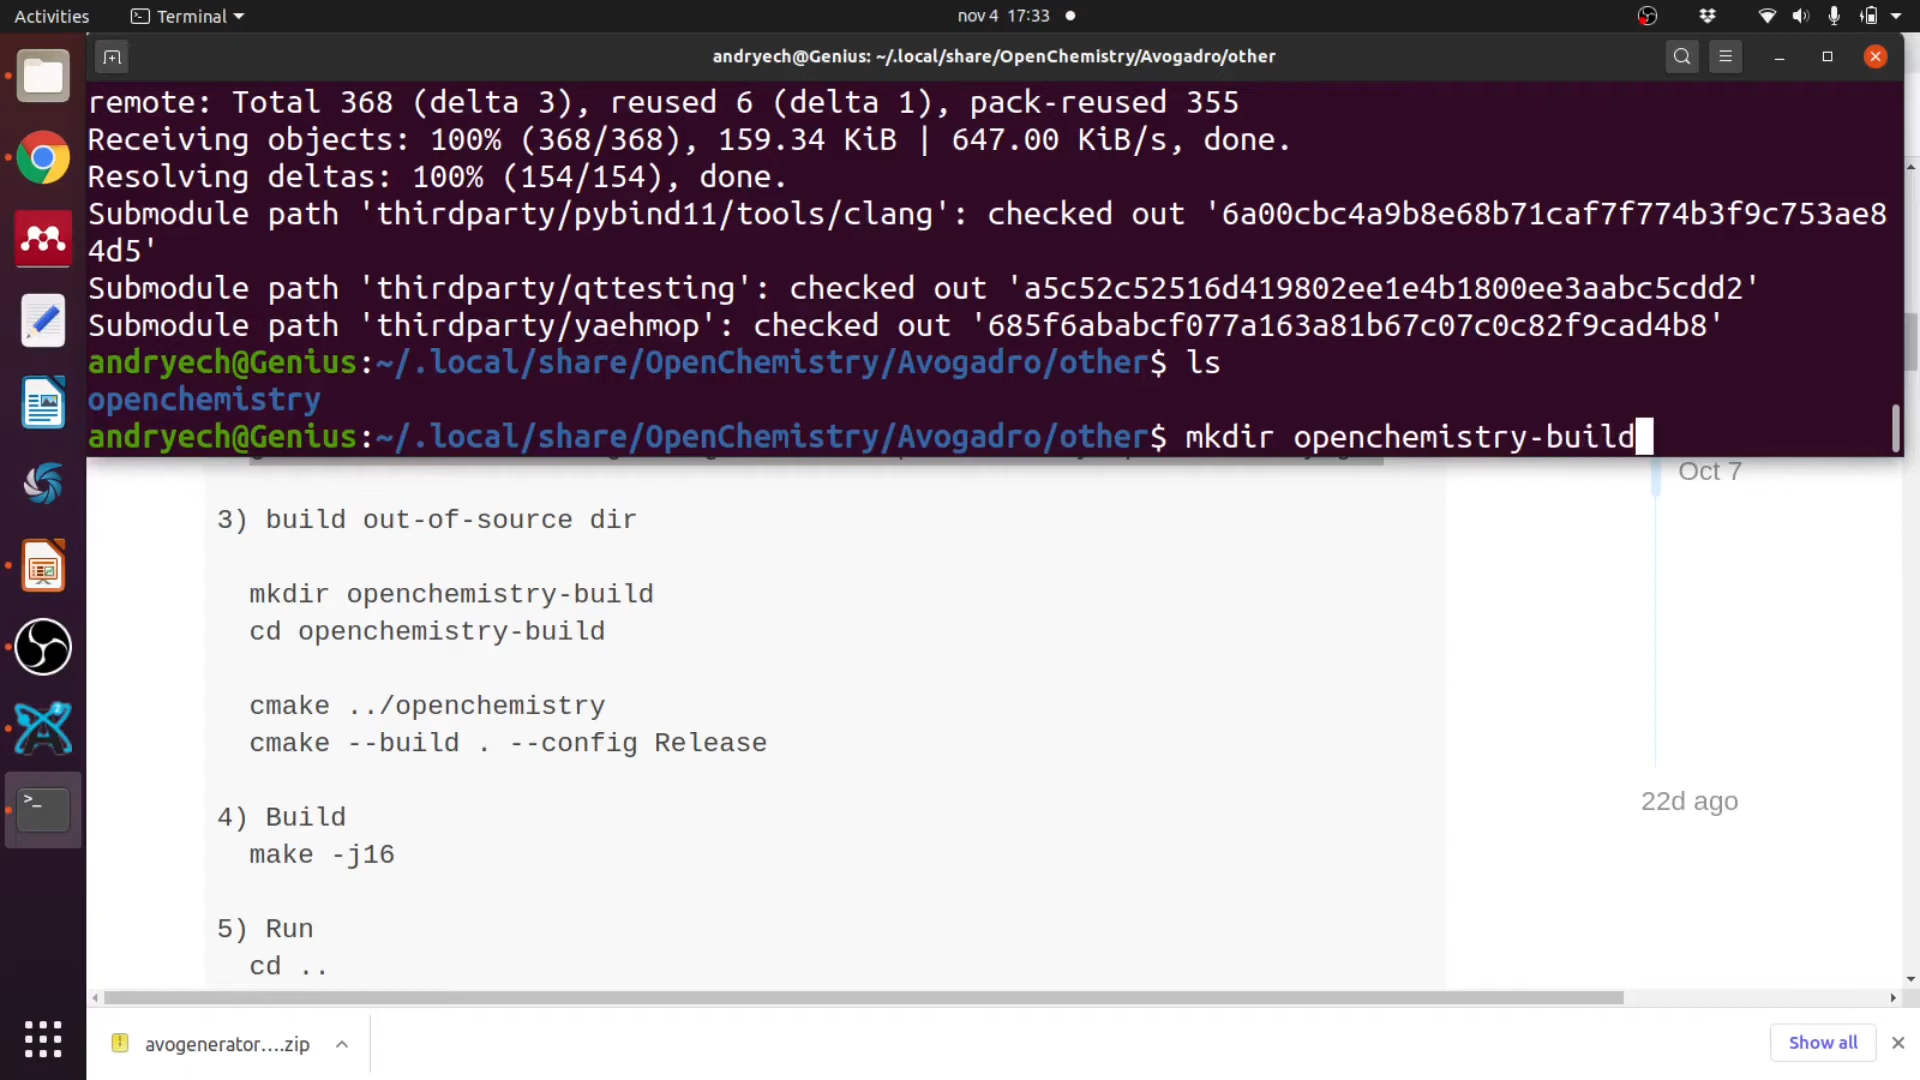 Activities
Terminal
nov 4 17:33
andryech@Genius: ~/.local/share/OpenChemistry/Avogadro/other
remote: Total 368 (delta 3), reused 6 (delta 1), pack-reused 355
Receiving objects: 100% (368/368), 159.34 KiB | 647.00 KiB/s, done.
Resolving deltas: 100% (154/154), done.
Submodule path 'thirdparty/pybind11/tools/clang': checked out '6a00cbc4a9b8e68b71caf7f774b3f9c753ae8
4d5'
Submodule path 'thirdparty/qttesting': checked out 'a5c52c52516d419802ee1e4b1800ee3aabc5cdd2'
Submodule path 'thirdparty/yaehmop': checked out '685f6ababcf077a163a81b67c07c0c82f9cad4b8'
andryech@Genius:~/.local/share/OpenChemistry/Avogadro/other$ ls
openchemistry
andryech@Genius:~/.local/share/OpenChemistry/Avogadro/other$ mkdir openchemistry-build
Oct 7
3) build out-of-source dir
mkdir openchemistry-build
cd openchemistry-build
cmake ../openchemistry
cmake --build . --config Release
4) Build
22d ago
make -j16
5) Run
cd ..
avogenerator....zip
Show all